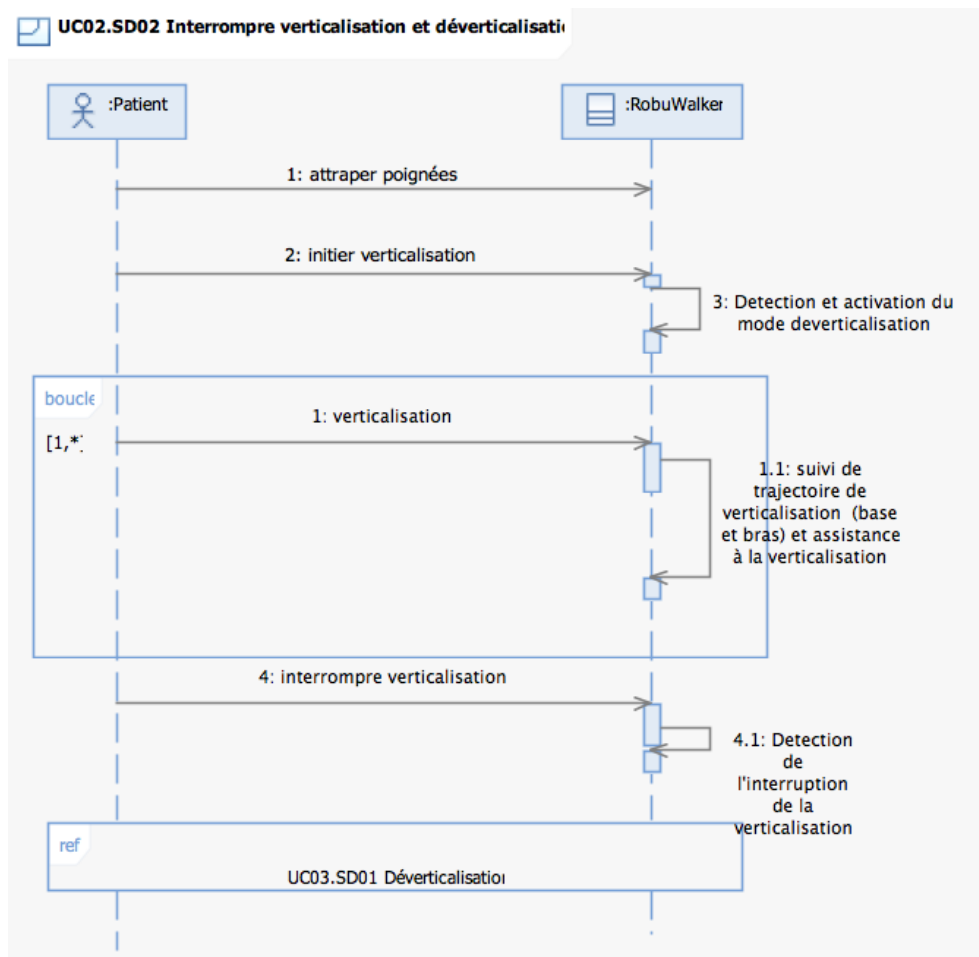 UC02.SD02 Interrompre verticalisation et déverticalisati
:Patient
:RobuWalker
1: attraper poignées
2: initier verticalisation
3: Detection et activation du
mode deverticalisation
boucle
[1,*]
1: verticalisation
1.1: suivi de
trajectoire de
verticalisation (base
et bras) et assistance
à la verticalisation
4: interrompre verticalisation
4.1: Detection
de
l'interruption
de la
verticalisation
ref
UC03.SD01 Déverticalisation